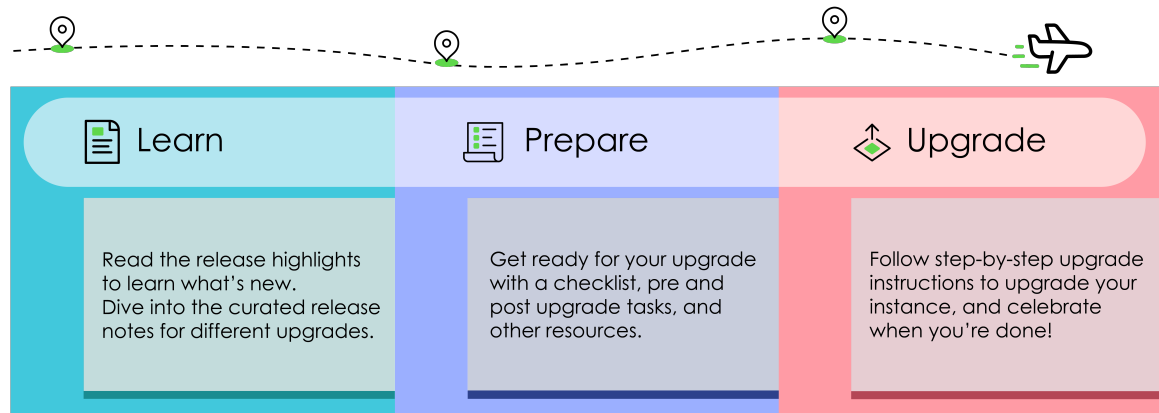 Learn
Prepare
Upgrade
Read the release highlights
to learn what’s new.
Dive into the curated release
notes for different upgrades.
Get ready for your upgrade
with a checklist, pre and
post upgrade tasks, and
other resources.
Follow step-by-step upgrade
instructions to upgrade your
instance, and celebrate
when you’re done!